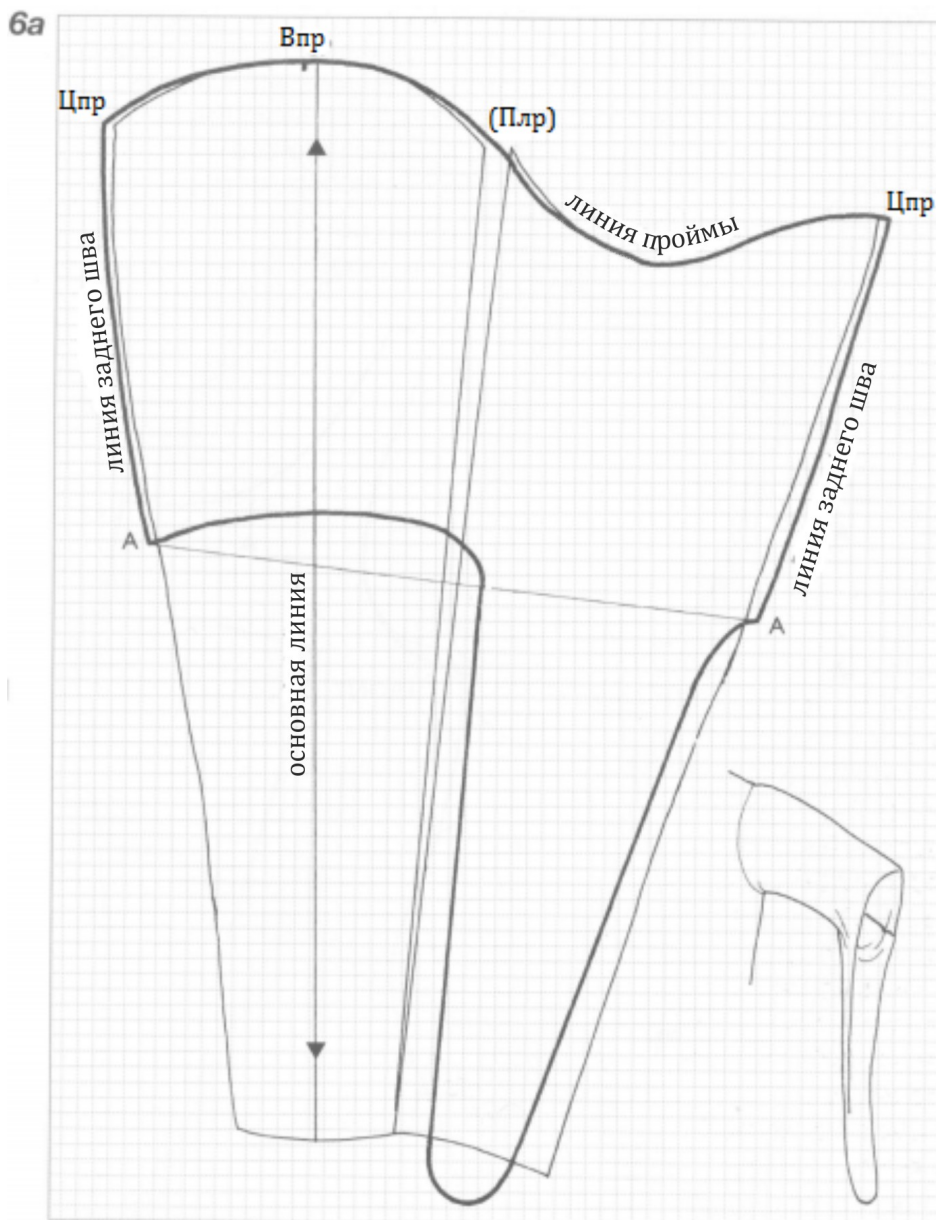 6а
Впр
Цпр
(Плр)
линия проймы
Цпр
линия заднего шва
линия заднего шва
А
основная линия
А